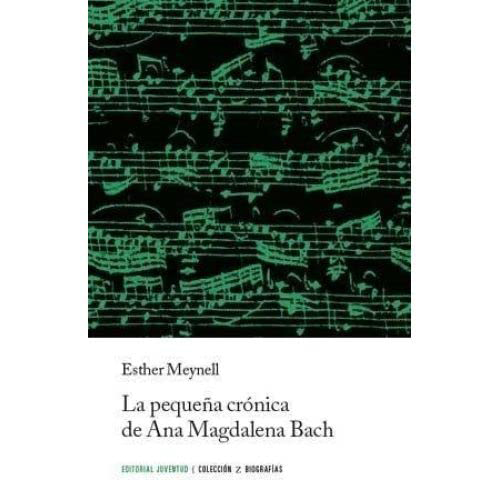 Esther Meynell
La pequeña crónica
de Ana Magdalena Bach
EDITORIAL JUVENTUD ( COLECCIÓN Z BIOGRAFÍAS